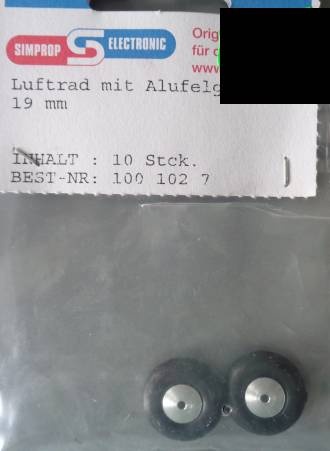 SIMPROP ELECTRONIC
Orig
für
www.
Luftrad mit Alufelg
19 mm
INHALT : 10 Stck.
BEST-NR: 100 102 7